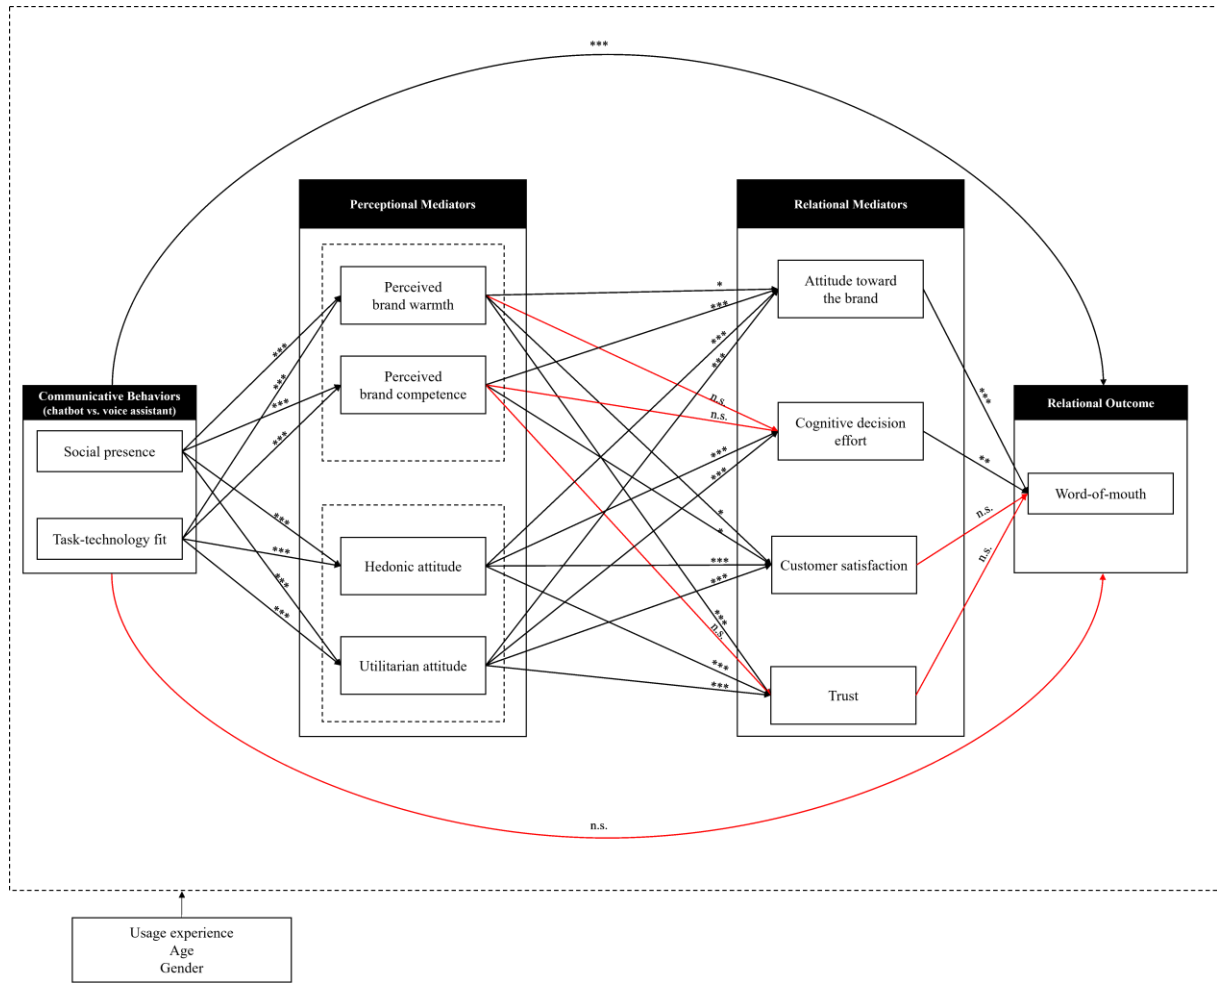 ***
Perceptional Mediators
Relational Mediators
Perceived
brand warmth
Attitude toward
the brand
*
***
***
***
***
***
Perceived
brand competence
***
***
Communicative Behaviors
(chatbot vs. voice assistant)
Relational Outcome
n.s.
n.s.
***
Cognitive decision
effort
**
Social presence
***
***
Word-of-mouth
***
*
*
n.s.
Task-technology fit
***
Hedonic attitude
***
Customer satisfaction
n.s.
***
***
***
***
n.s.
Utilitarian attitude
***
***
Trust
n.s.
Usage experience
Age
Gender